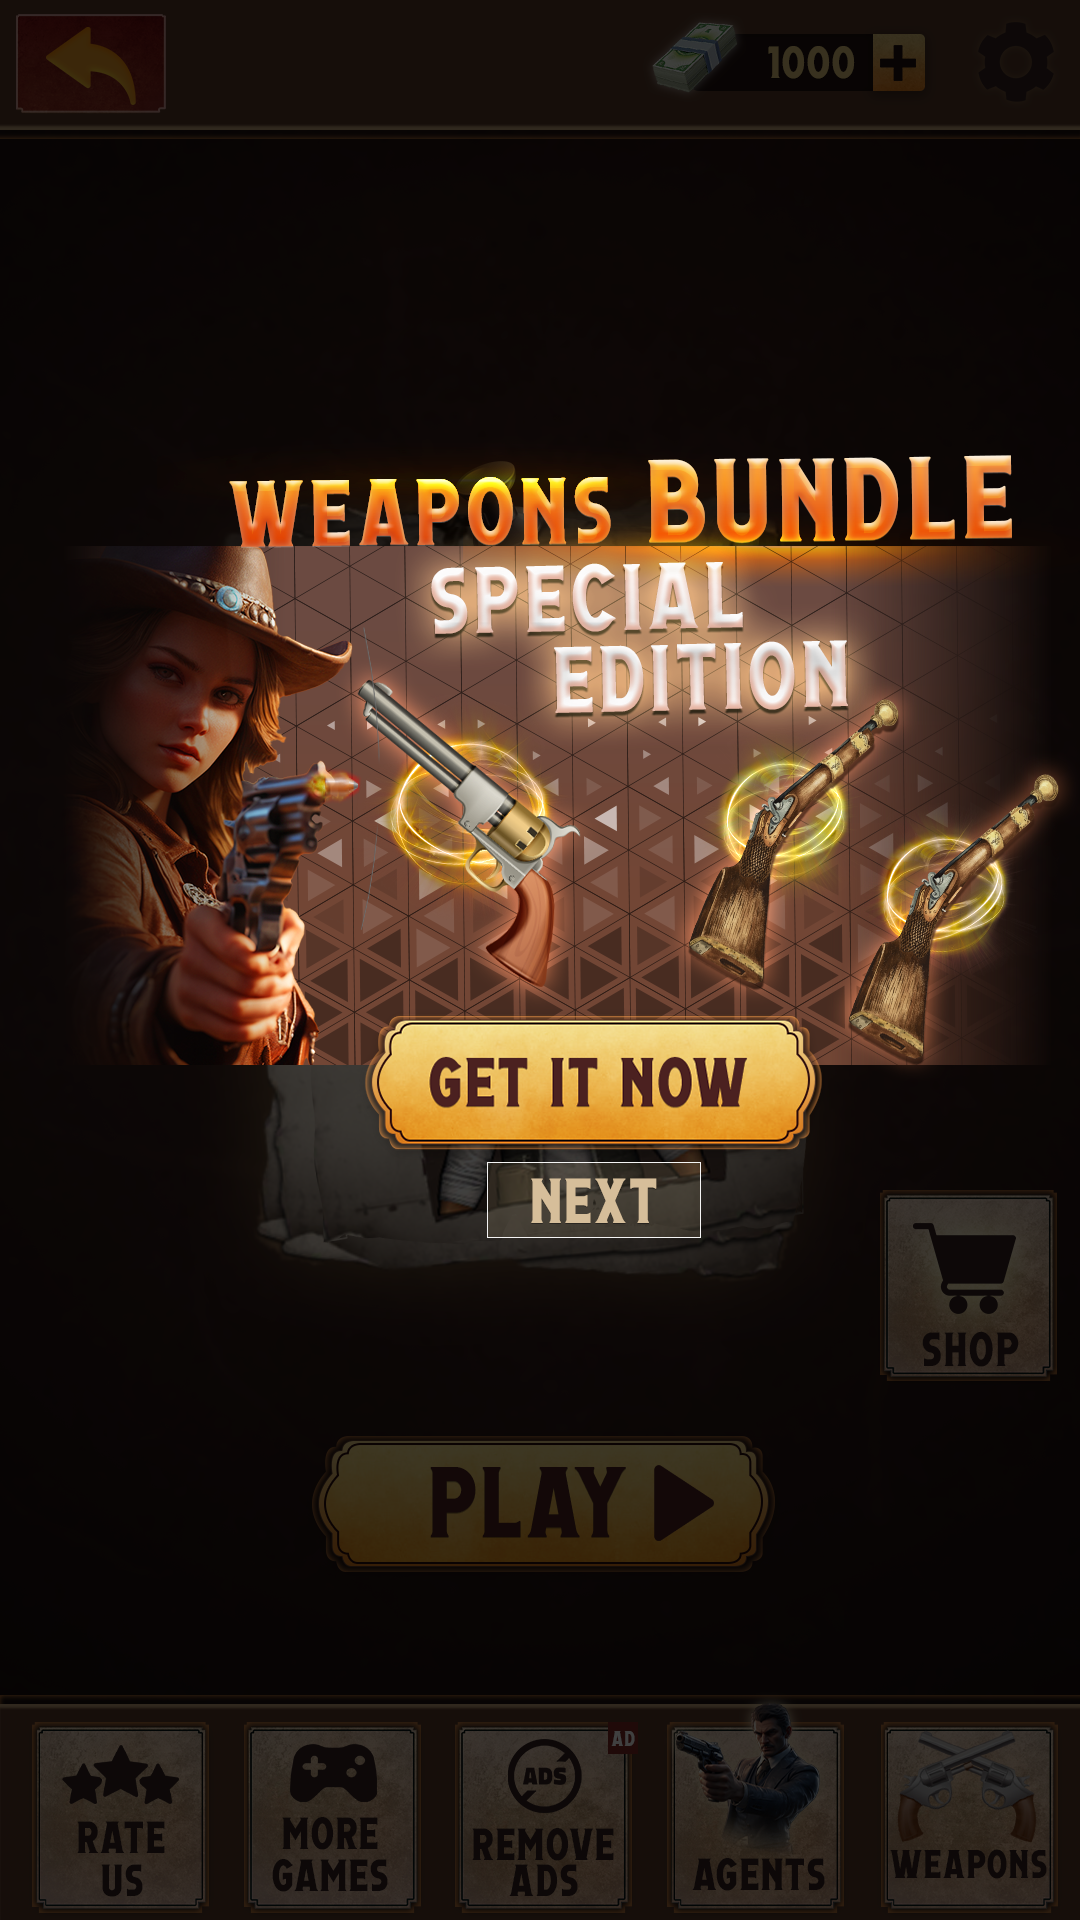 1000
WEAPONS BUNDLE
SPECIAL
EDITION
GET IT NOW
NEXT
SHOP
PLAY
RATE
US
MORE
GAMES
AD
ADS
REMOVE
ADS
AGENTS
WEAPONS